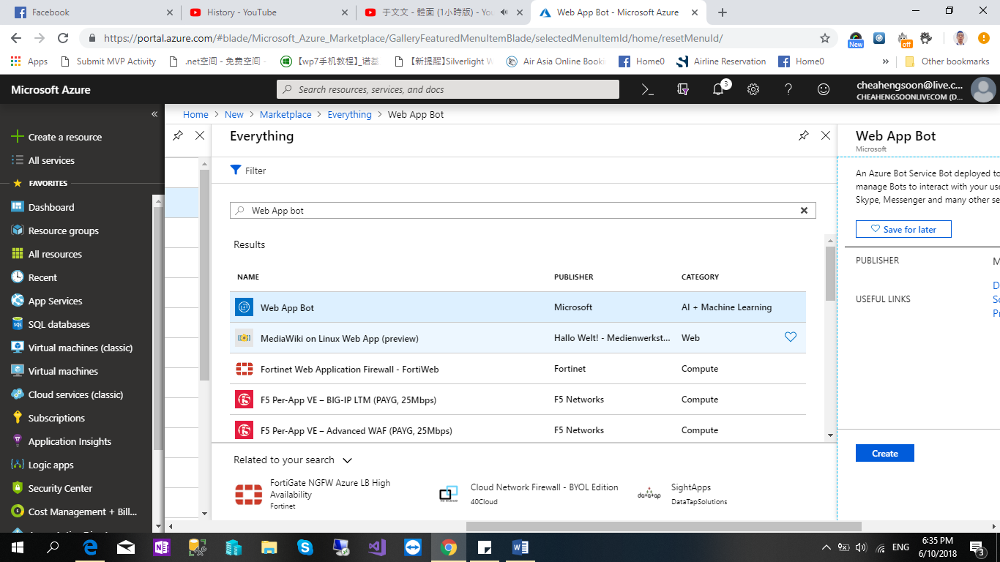 Facebook
History - YouTube
于文文 - 體面 (1小時版) - You
Web App Bot - Microsoft Azure
https://portal.azure.com/#blade/Microsoft_Azure_Marketplace/GalleryFeaturedMenuItemBlade/selectedMenuItemId/home/resetMenuId/
New
off
Apps
Submit MVP Activity
.net空间 - 免费空间 -
【wp7手机教程】_诺基
【新提醒】Silverlight W
Air Asia Online Booki
Home0
Airline Reservation
Home0
»
Other bookmarks
Microsoft Azure
Search resources, services, and docs
3
cheahengsoon@live.c...
CHEAHENGSOONLIVECOM (D...
«
Create a resource
All services
FAVORITES
Dashboard
Resource groups
All resources
Recent
App Services
SQL databases
Virtual machines (classic)
Virtual machines
Cloud services (classic)
Subscriptions
Application Insights
Logic apps
Security Center
Cost Management + Bill...
Home > New > Marketplace > Everything > Web App Bot
Everything
Filter
Web App bot
Results
NAME PUBLISHER CATEGORY
Web App Bot Microsoft AI + Machine Learning
MediaWiki on Linux Web App (preview) Hallo Welt! - Medienwerkst... Web
Fortinet Web Application Firewall - FortiWeb Fortinet Compute
F5 Per-App VE – BIG-IP LTM (PAYG, 25Mbps) F5 Networks Compute
F5 Per-App VE – Advanced WAF (PAYG, 25Mbps) F5 Networks Compute
Related to your search
FortiGate NGFW Azure LB High
Availability
Fortinet
Cloud Network Firewall - BYOL Edition
40Cloud
dataΛtap
SightApps
DataTapSolutions
Web App Bot
Microsoft
An Azure Bot Service Bot deployed to
manage Bots to interact with your use
Skype, Messenger and many other se
Save for later
PUBLISHER M
D
USEFUL LINKS So
Pr
Create
ENG
6:35 PM
6/10/2018
3